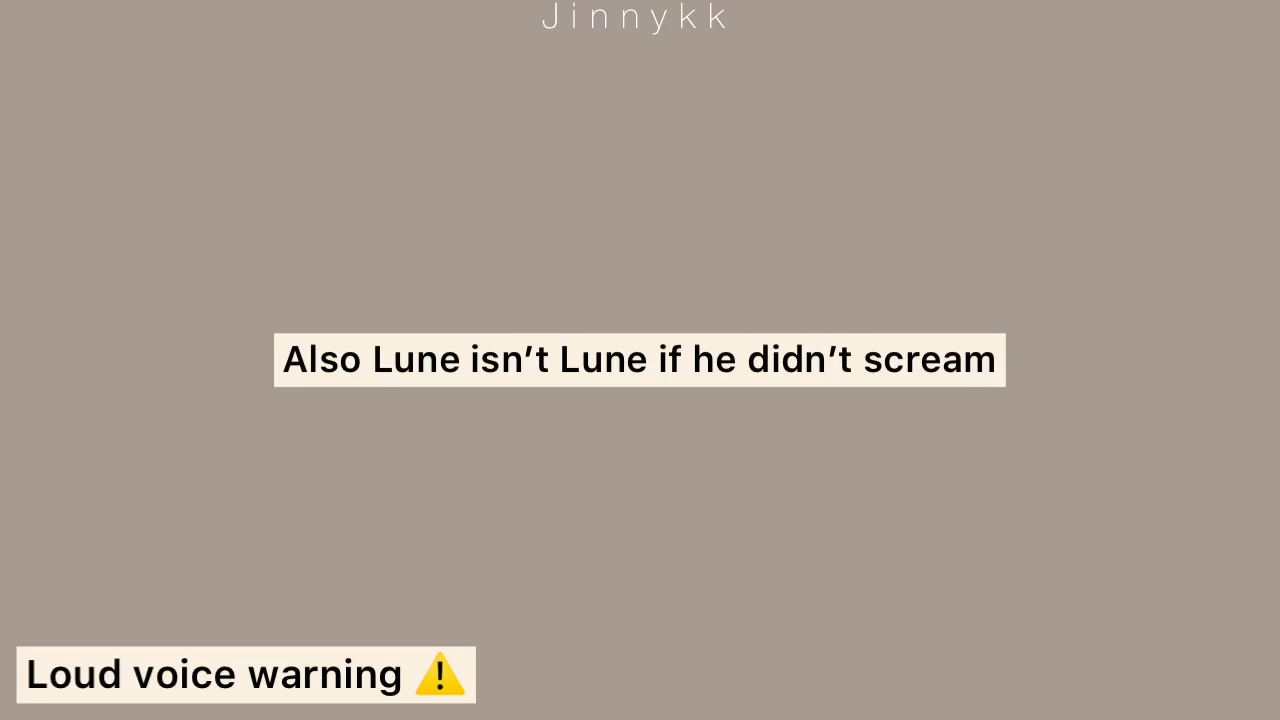 Jinnykk
Also Lune isn’t Lune if he didn’t scream
Loud voice warning ⚠️